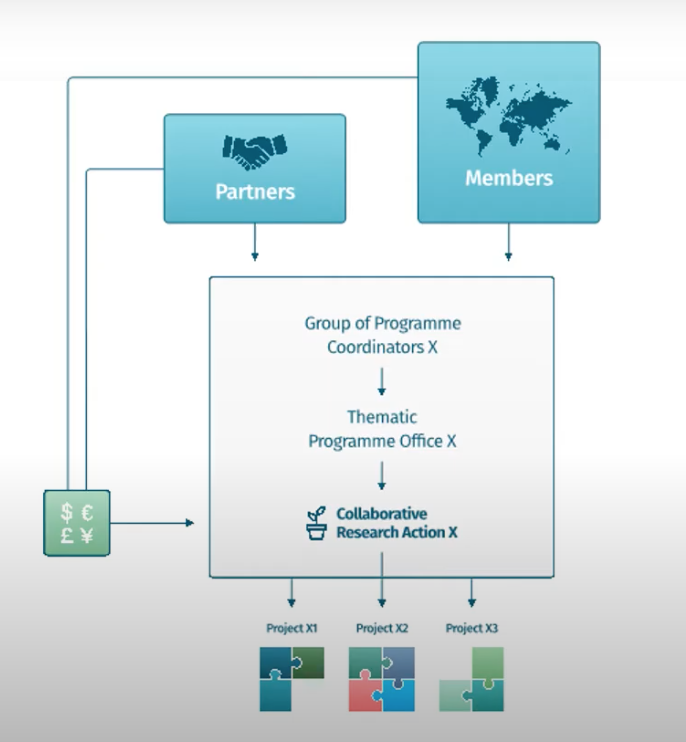 Members
Partners
Group of Programme
Coordinators X
Thematic
Programme Office X
Collaborative
Research Action X
$ €
£ ¥
Project X1
Project X2
Project X3